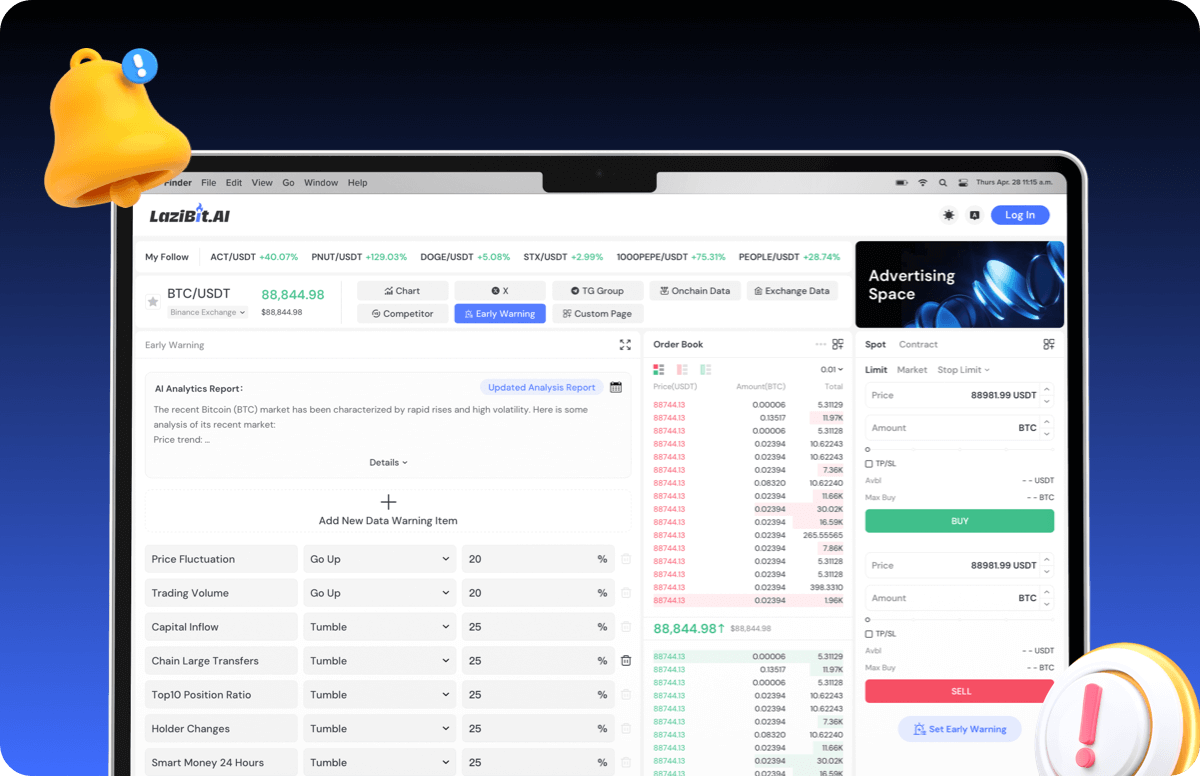 Finder File Edit View Go Window Help
Thurs Apr. 28 11:15 a.m.
LaziBit.AI
A
Log In
My Follow ACT/USDT +40.07% PNUT/USDT +129.03% DOGE/USDT +5.08% STX/USDT +2.99% 1000PEPE/USDT +75.31% PEOPLE/USDT +28.74%
Advertising
Space
BTC/USDT 88,844.98
Binance Exchange $88,844.98
Chart X TG Group Onchain Data Exchange Data
Competitor Early Warning Custom Page
Early Warning
AI Analytics Report: Updated Analysis Report
The recent Bitcoin (BTC) market has been characterized by rapid rises and high volatility. Here is some
analysis of its recent market:
Price trend: ...
Details
Add New Data Warning Item
Price Fluctuation Go Up 20 %
Trading Volume Go Up 20 %
Capital Inflow Tumble 25 %
Chain Large Transfers Tumble 25 %
Top10 Position Ratio Tumble 25 %
Holder Changes Tumble 25 %
Smart Money 24 Hours Tumble 25 %
Order Book
0.01
Price(USDT) Amount(BTC) Total
88744.13 0.00006 5.31129
88744.13 0.13517 11.97K
88744.13 0.00006 5.31128
88744.13 0.02394 10.62243
88744.13 0.02394 10.62243
88744.13 0.02394 7.36K
88744.13 0.08320 10.62240
88744.13 0.02394 11.66K
88744.13 0.02394 30.02K
88744.13 0.02394 16.59K
88744.13 0.02394 265.55565
88744.13 0.02394 7.86K
88744.13 0.02394 5.31129
88744.13 0.02394 5.31128
88744.13 0.02394 398.3310
88744.13 0.02394 1.96K
88,844.98↑ $88,844.98
88744.13 0.00006 5.31129
88744.13 0.13517 11.97K
88744.13 0.00006 5.31128
88744.13 0.02394 10.62243
88744.13 0.02394 10.62243
88744.13 0.02394 7.36K
88744.13 0.08320 10.62240
88744.13 0.02394 11.66K
88744.13 0.02394 30.02K
88744.13 0.02394 16.59K
Spot Contract
Limit Market Stop Limit
Price 88981.99 USDT
Amount BTC
TP/SL
Avbl - - USDT
Max Buy - - BTC
BUY
Price 88981.99 USDT
Amount BTC
TP/SL
Avbl - - USDT
Max Buy - - BTC
SELL
Set Early Warning